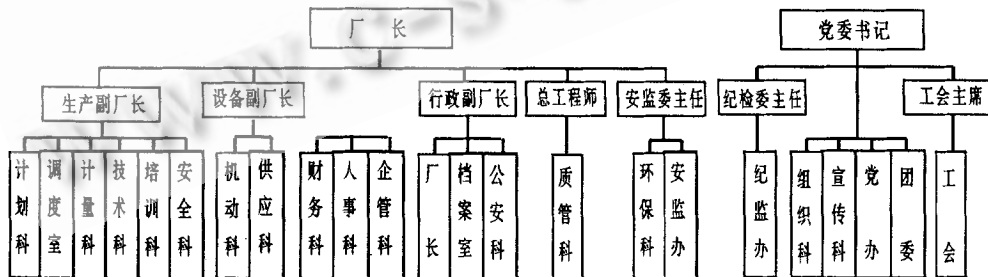 厂长
党委书记
生产副厂长
设备副厂长
行政副厂长
总工程师
安监委主任
纪检委主任
工会主席
计划科
调度室
计量科
技术科
培训科
安全科
机动科
供应科
财务科
人事科
企管科
厂长
档案室
公安科
质管科
环保科
安监办
纪监办
组织科
宣传科
党办
团委
工会